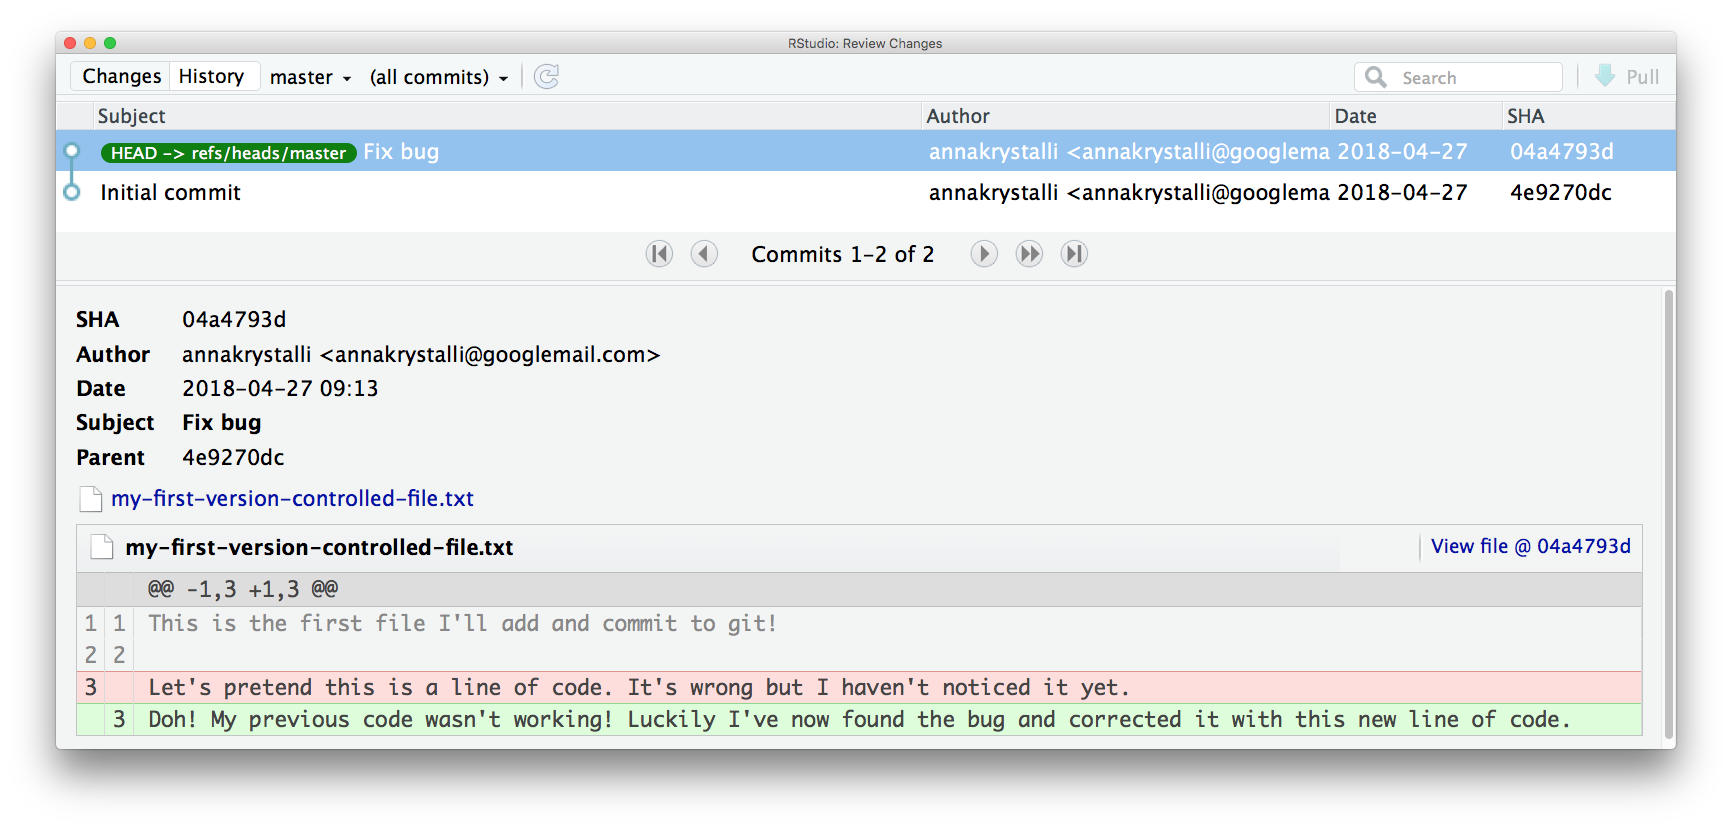 RStudio: Review Changes
Changes History master (all commits) Search Pull
Subject Author Date SHA
HEAD -> refs/heads/master Fix bug annakrystalli <annakrystalli@googlema 2018-04-27 04a4793d
Initial commit annakrystalli <annakrystalli@googlema 2018-04-27 4e9270dc
Commits 1-2 of 2
SHA 04a4793d
Author annakrystalli <annakrystalli@googlemail.com>
Date 2018-04-27 09:13
Subject Fix bug
Parent 4e9270dc
my-first-version-controlled-file.txt
my-first-version-controlled-file.txt View file @ 04a4793d
@@ -1,3 +1,3 @@
1 1 This is the first file I'll add and commit to git!
2 2
3 Let's pretend this is a line of code. It's wrong but I haven't noticed it yet.
3 Doh! My previous code wasn't working! Luckily I've now found the bug and corrected it with this new line of code.